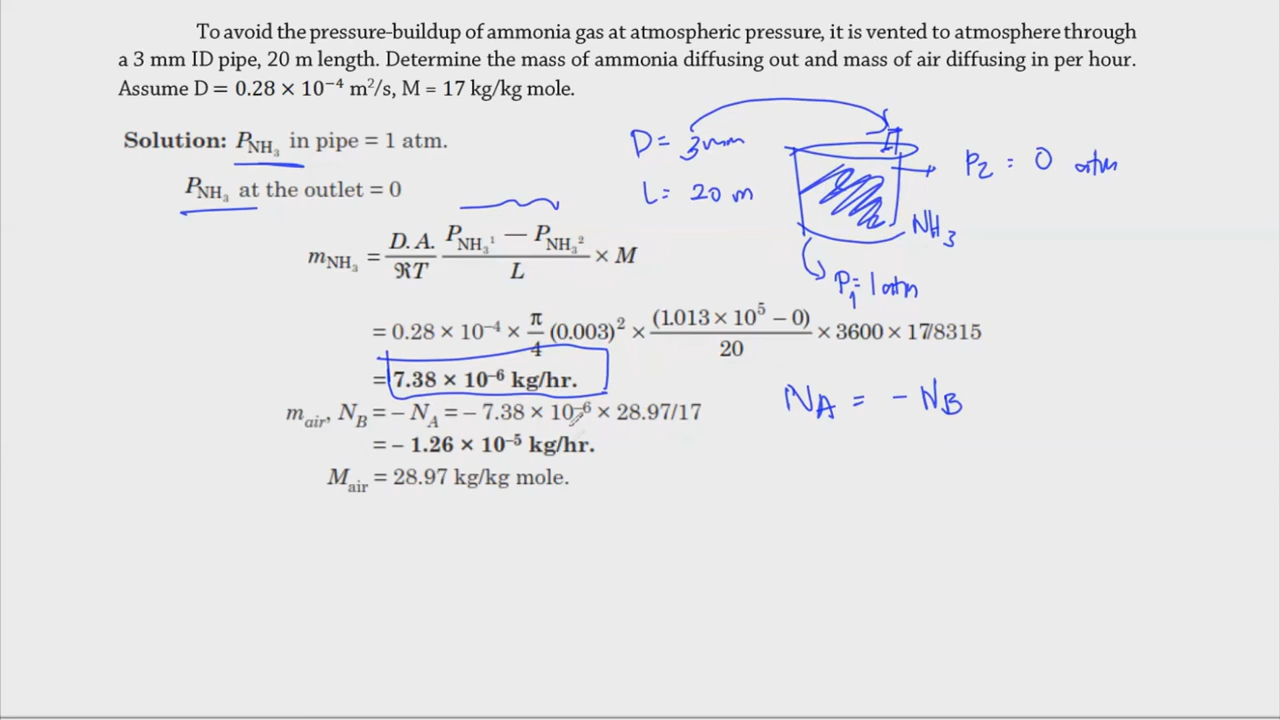 To avoid the pressure-buildup of ammonia gas at atmospheric pressure, it is vented to atmosphere through
a 3 mm ID pipe, 20 m length. Determine the mass of ammonia diffusing out and mass of air diffusing in per hour.
Assume D = 0.28 × 10⁻⁴ m²/s, M = 17 kg/kg mole.
Solution: P_NH₃ in pipe = 1 atm.
P_NH₃ at the outlet = 0
D = 3 mm
L = 20 m
P₂ = 0 atm
NH₃
P₁ = 1 atm
m_NH₃ = D. A. / ℜT (P_NH₃¹ − P_NH₃²) / L × M
= 0.28 × 10⁻⁴ × π/4 (0.003)² × (1.013 × 10⁵ − 0) / 20 × 3600 × 17/8315
= 7.38 × 10⁻⁶ kg/hr.
N_A = − N_B
m_air, N_B = − N_A = − 7.38 × 10⁻⁶ × 28.97/17
= − 1.26 × 10⁻⁵ kg/hr.
M_air = 28.97 kg/kg mole.